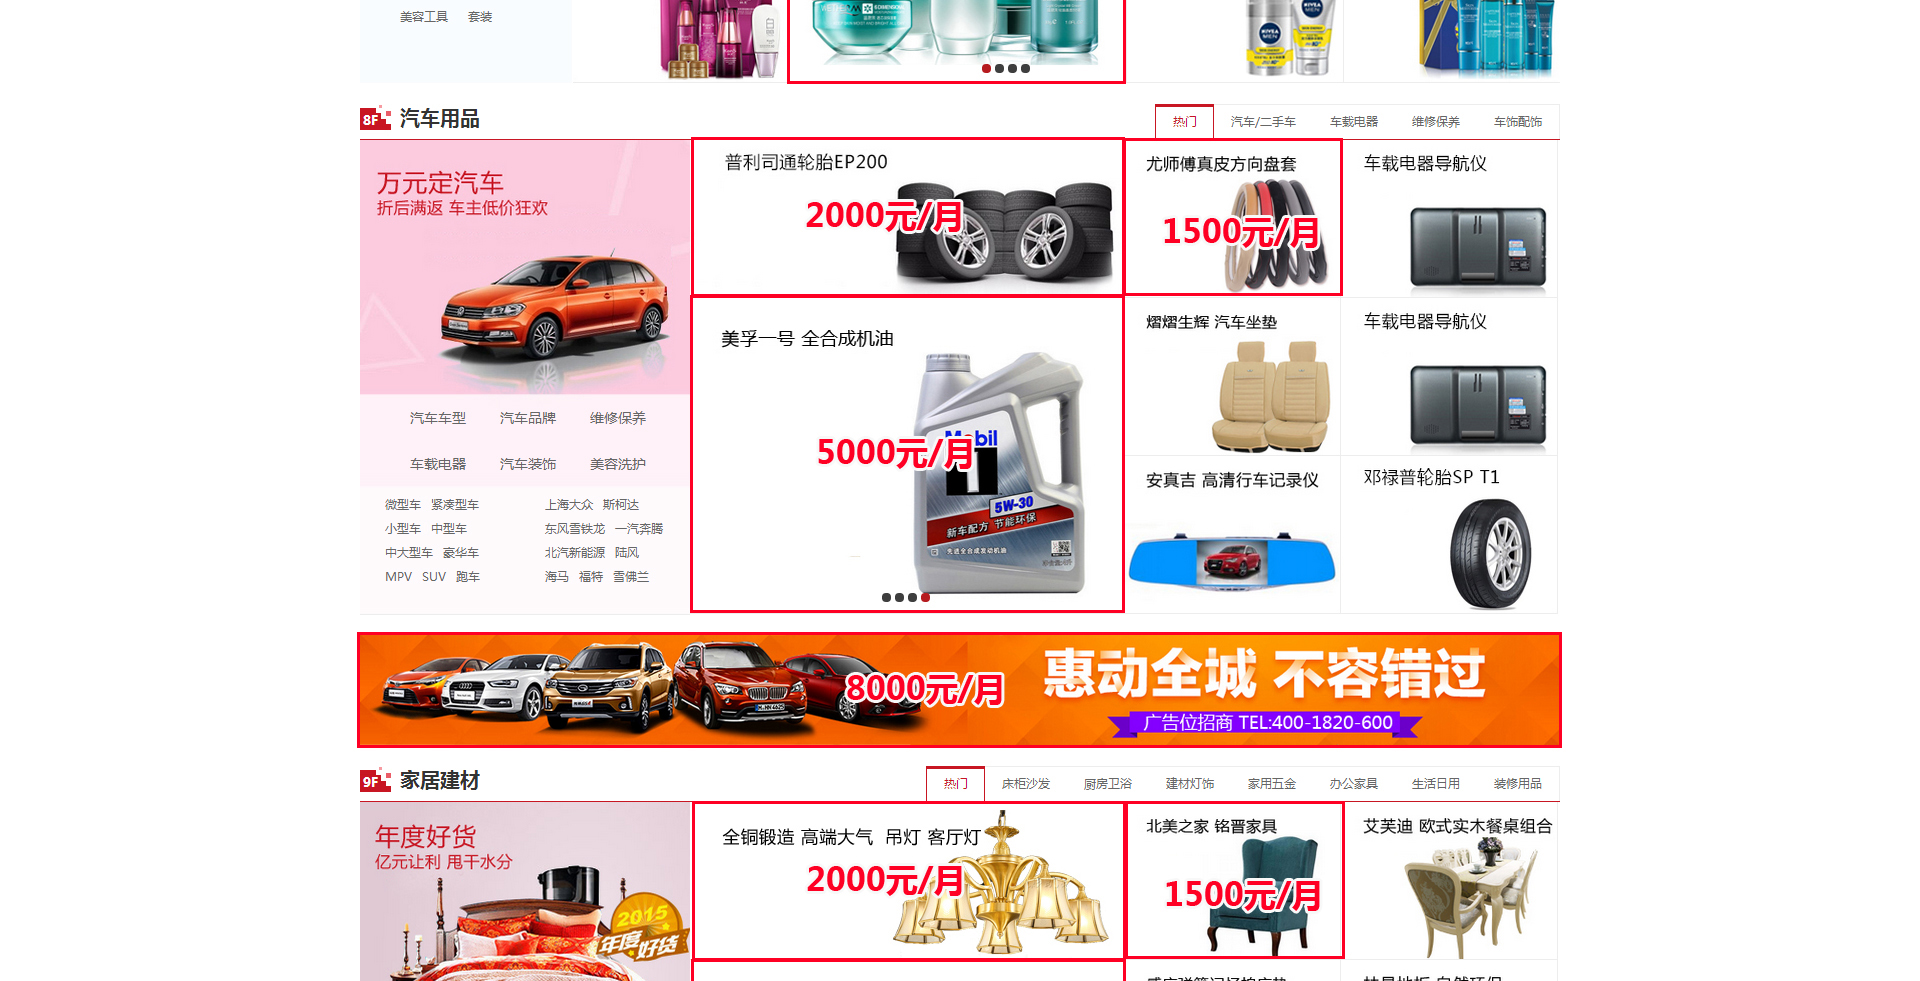 美容工具 套装
NIVEA MEN
NIVEA MEN
8F 汽车用品
热门 汽车/二手车 车载电器 维修保养 车饰配饰
万元定汽车
折后满返 车主低价狂欢
普利司通轮胎EP200
2000元/月
尤师傅真皮方向盘套
1500元/月
车载电器导航仪
美孚一号 全合成机油
5000元/月
Mobil
1
5W-30
新车配方 节能环保
先进全合成发动机油
熠熠生辉 汽车坐垫
车载电器导航仪
安真吉 高清行车记录仪
邓禄普轮胎SP T1
汽车车型 汽车品牌 维修保养
车载电器 汽车装饰 美容洗护
微型车 紧凑型车 上海大众 斯柯达
小型车 中型车 东风雪铁龙 一汽奔腾
中大型车 豪华车 北汽新能源 陆风
MPV SUV 跑车 海马 福特 雪佛兰
8000元/月
惠动全城 不容错过
广告位招商 TEL:400-1820-600
9F 家居建材
热门 床柜沙发 厨房卫浴 建材灯饰 家用五金 办公家具 生活日用 装修用品
年度好货
亿元让利 甩干水分
2015
年度好货
全铜锻造 高端大气 吊灯 客厅灯
2000元/月
北美之家 铭晋家具
1500元/月
艾芙迪 欧式实木餐桌组合